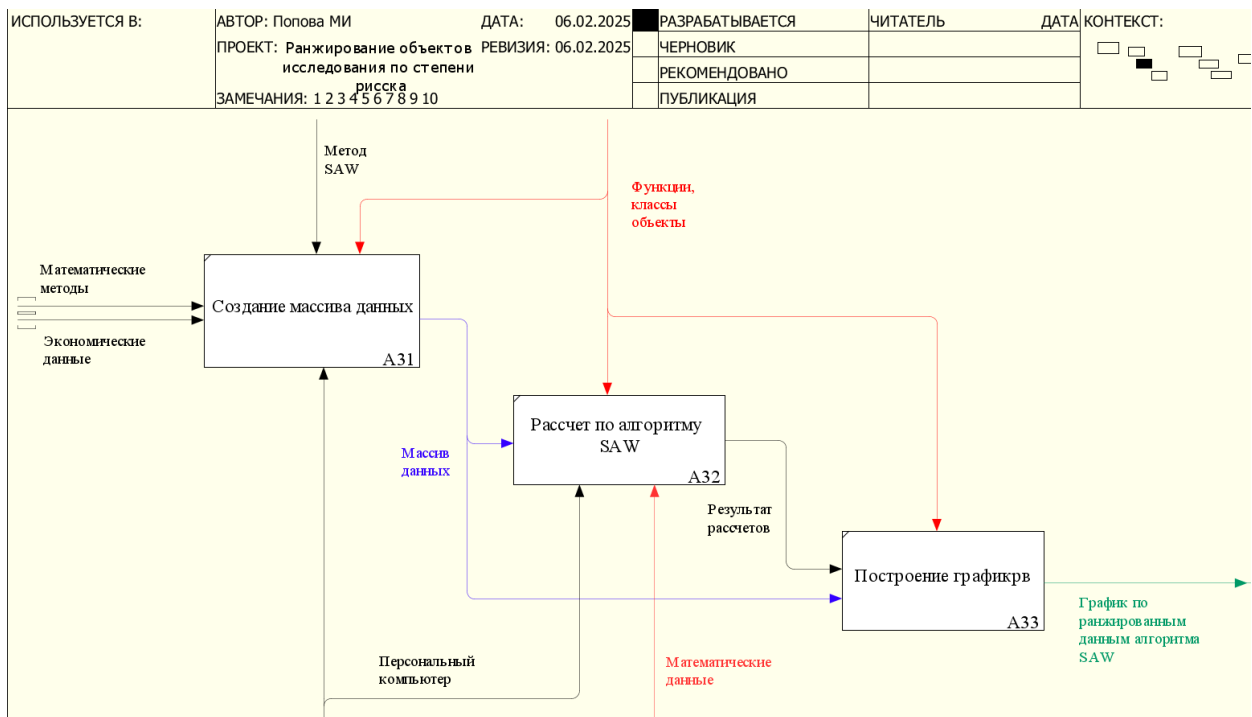 ИСПОЛЬЗУЕТСЯ В:
АВТОР: Попова МИ
ДАТА: 06.02.2025
ПРОЕКТ: Ранжирование объектов
исследования по степени
рисска
РЕВИЗИЯ: 06.02.2025
ЗАМЕЧАНИЯ: 1 2 3 4 5 6 7 8 9 10
РАЗРАБАТЫВАЕТСЯ
ЧЕРНОВИК
РЕКОМЕНДОВАНО
ПУБЛИКАЦИЯ
ЧИТАТЕЛЬ
ДАТА
КОНТЕКСТ:
Метод
SAW
Функции,
классы
объекты
Математические
методы
Экономические
данные
Создание массива данных
A31
Массив
данных
Рассчет по алгоритму
SAW
A32
Результат
рассчетов
Построение графикрв
A33
График по
ранжированным
данным алгоритма
SAW
Персональный
компьютер
Математические
данные